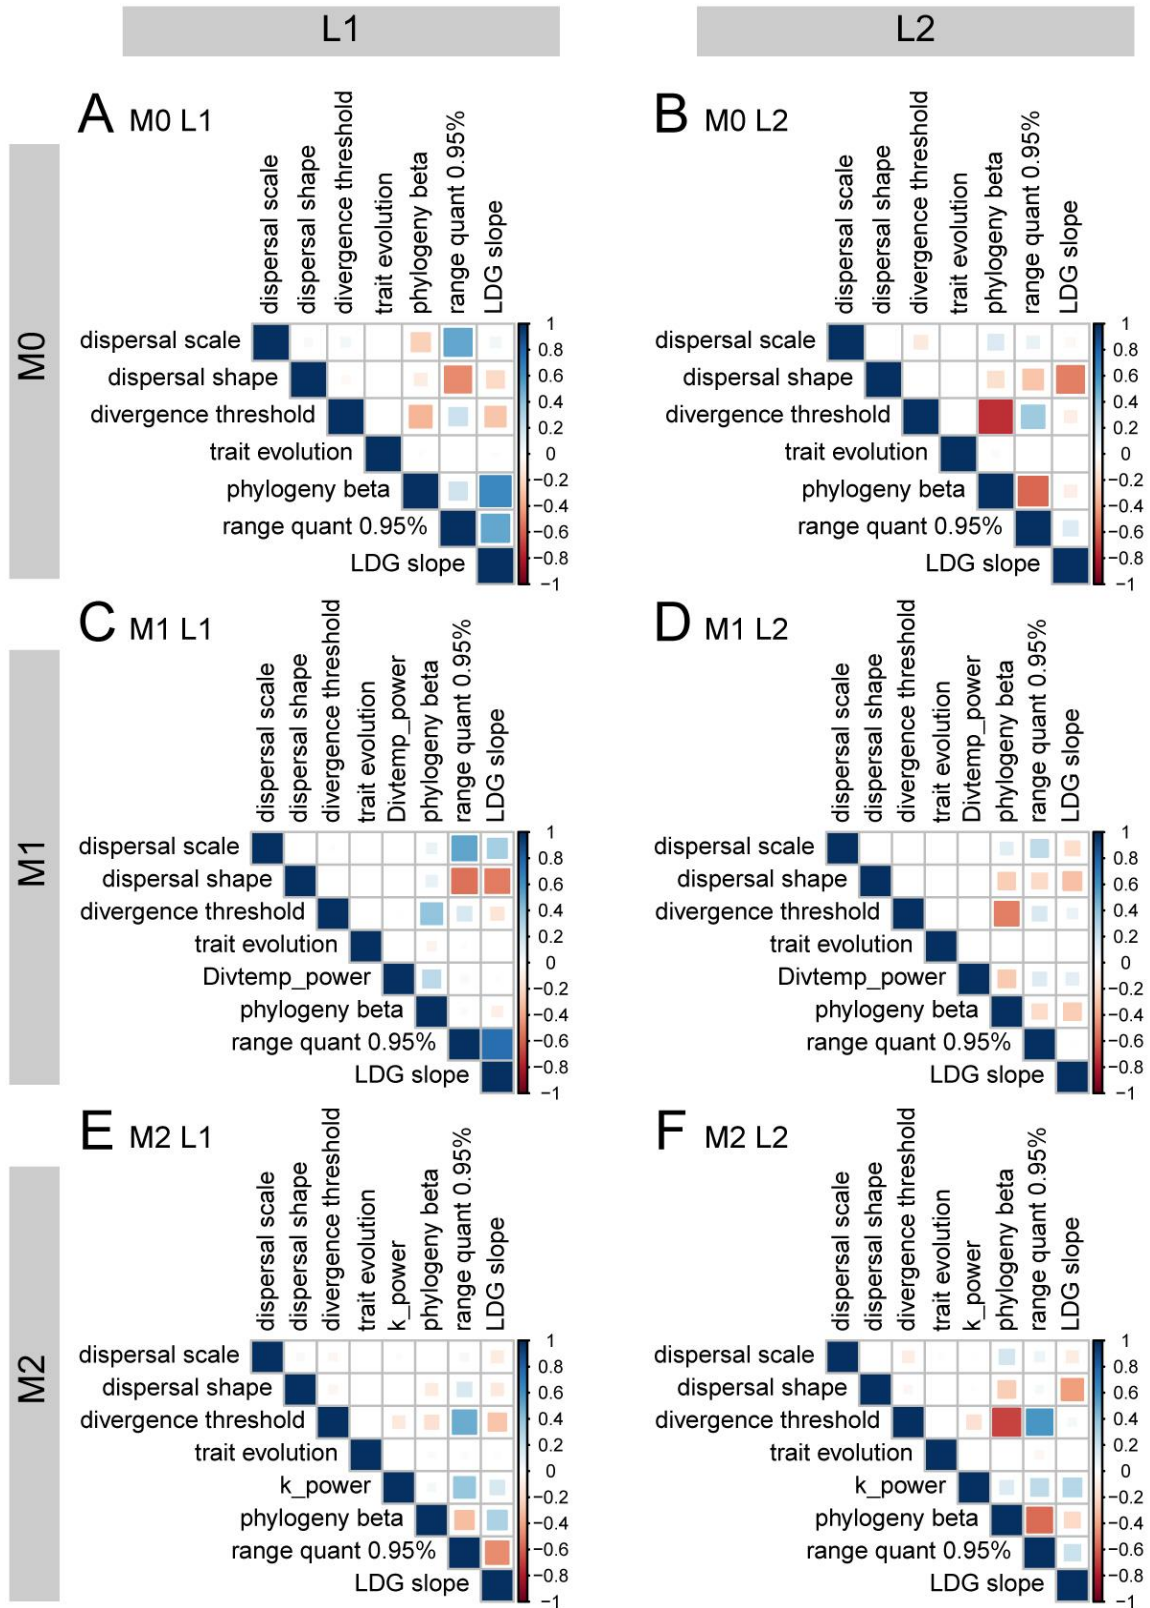 L1
L2
M0
A M0 L1
dispersal scale
dispersal shape
divergence threshold
trait evolution
phylogeny beta
range quant 0.95%
LDG slope
dispersal scale
dispersal shape
divergence threshold
trait evolution
phylogeny beta
range quant 0.95%
LDG slope
1
0.8
0.6
0.4
0.2
0
−0.2
−0.4
−0.6
−0.8
−1
B M0 L2
dispersal scale
dispersal shape
divergence threshold
trait evolution
phylogeny beta
range quant 0.95%
LDG slope
dispersal scale
dispersal shape
divergence threshold
trait evolution
phylogeny beta
range quant 0.95%
LDG slope
1
0.8
0.6
0.4
0.2
0
−0.2
−0.4
−0.6
−0.8
−1
M1
C M1 L1
dispersal scale
dispersal shape
divergence threshold
trait evolution
Divtemp_power
phylogeny beta
range quant 0.95%
LDG slope
dispersal scale
dispersal shape
divergence threshold
trait evolution
Divtemp_power
phylogeny beta
range quant 0.95%
LDG slope
1
0.8
0.6
0.4
0.2
0
−0.2
−0.4
−0.6
−0.8
−1
D M1 L2
dispersal scale
dispersal shape
divergence threshold
trait evolution
Divtemp_power
phylogeny beta
range quant 0.95%
LDG slope
dispersal scale
dispersal shape
divergence threshold
trait evolution
Divtemp_power
phylogeny beta
range quant 0.95%
LDG slope
1
0.8
0.6
0.4
0.2
0
−0.2
−0.4
−0.6
−0.8
−1
M2
E M2 L1
dispersal scale
dispersal shape
divergence threshold
trait evolution
k_power
phylogeny beta
range quant 0.95%
LDG slope
dispersal scale
dispersal shape
divergence threshold
trait evolution
k_power
phylogeny beta
range quant 0.95%
LDG slope
1
0.8
0.6
0.4
0.2
0
−0.2
−0.4
−0.6
−0.8
−1
F M2 L2
dispersal scale
dispersal shape
divergence threshold
trait evolution
k_power
phylogeny beta
range quant 0.95%
LDG slope
dispersal scale
dispersal shape
divergence threshold
trait evolution
k_power
phylogeny beta
range quant 0.95%
LDG slope
1
0.8
0.6
0.4
0.2
0
−0.2
−0.4
−0.6
−0.8
−1